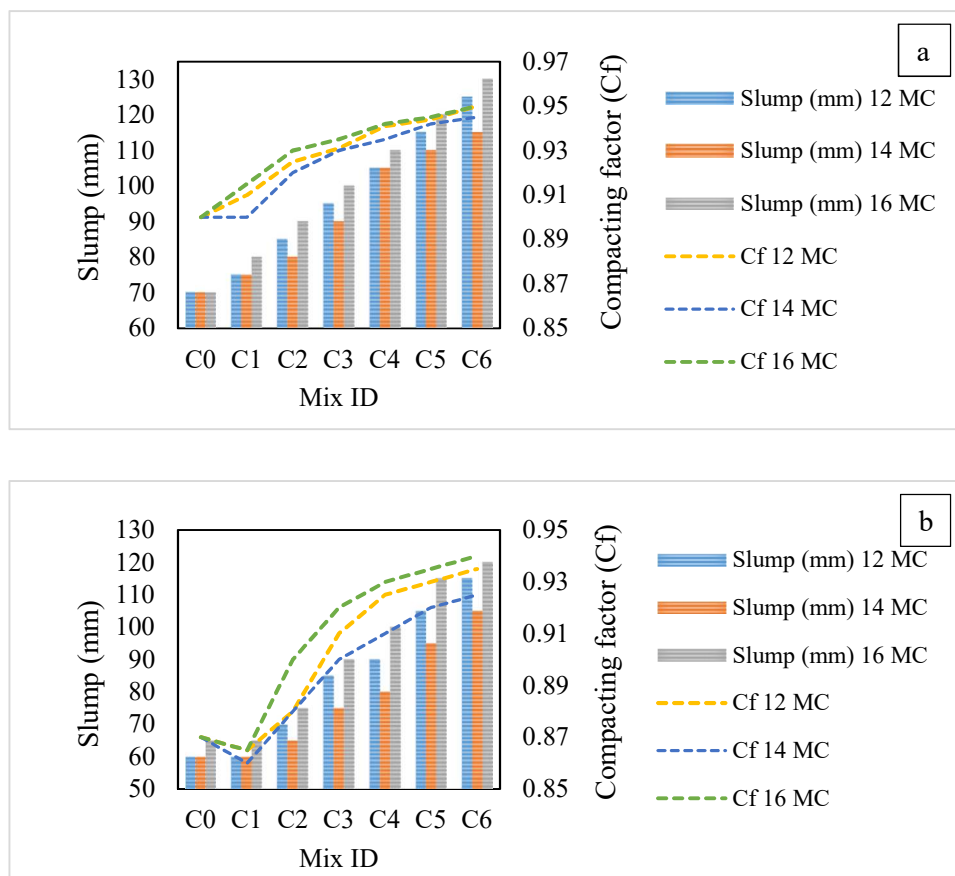 a
130
120
110
100
90
80
70
60
Slump (mm)
0.97
0.95
0.93
0.91
0.89
0.87
0.85
Compacting factor (Cf)
C0 C1 C2 C3 C4 C5 C6
Mix ID
Slump (mm) 12 MC
Slump (mm) 14 MC
Slump (mm) 16 MC
Cf 12 MC
Cf 14 MC
Cf 16 MC
b
130
120
110
100
90
80
70
60
50
Slump (mm)
0.95
0.93
0.91
0.89
0.87
0.85
Compacting factor (Cf)
C0 C1 C2 C3 C4 C5 C6
Mix ID
Slump (mm) 12 MC
Slump (mm) 14 MC
Slump (mm) 16 MC
Cf 12 MC
Cf 14 MC
Cf 16 MC